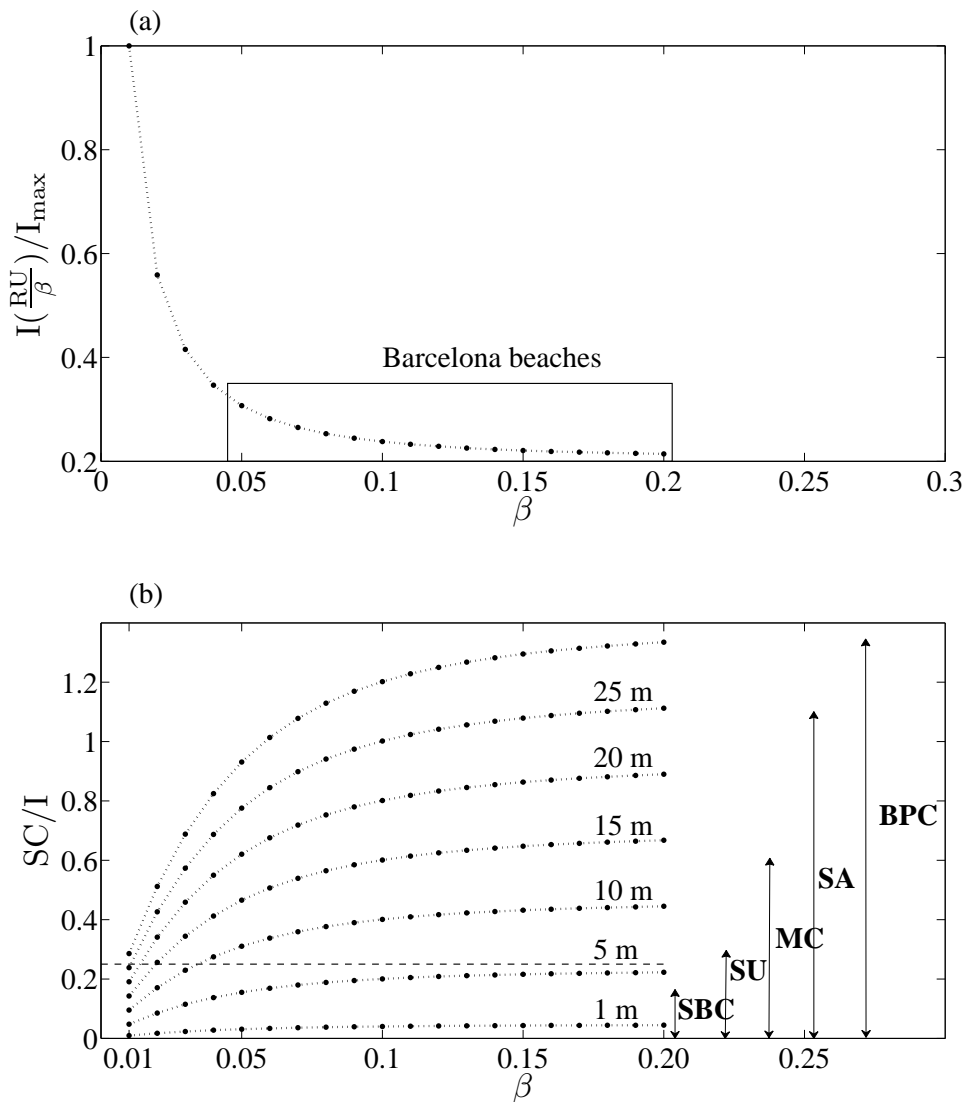 (a)
1
0.8
0.6
0.4
0.2
I(RU/β)/I_max
Barcelona beaches
0 0.05 0.1 0.15 0.2 0.25 0.3
β
(b)
1.2
1
0.8
0.6
0.4
0.2
0
SC/I
25 m
20 m
15 m
10 m
5 m
1 m
SBC
SU
MC
SA
BPC
0.01 0.05 0.1 0.15 0.20 0.25
β